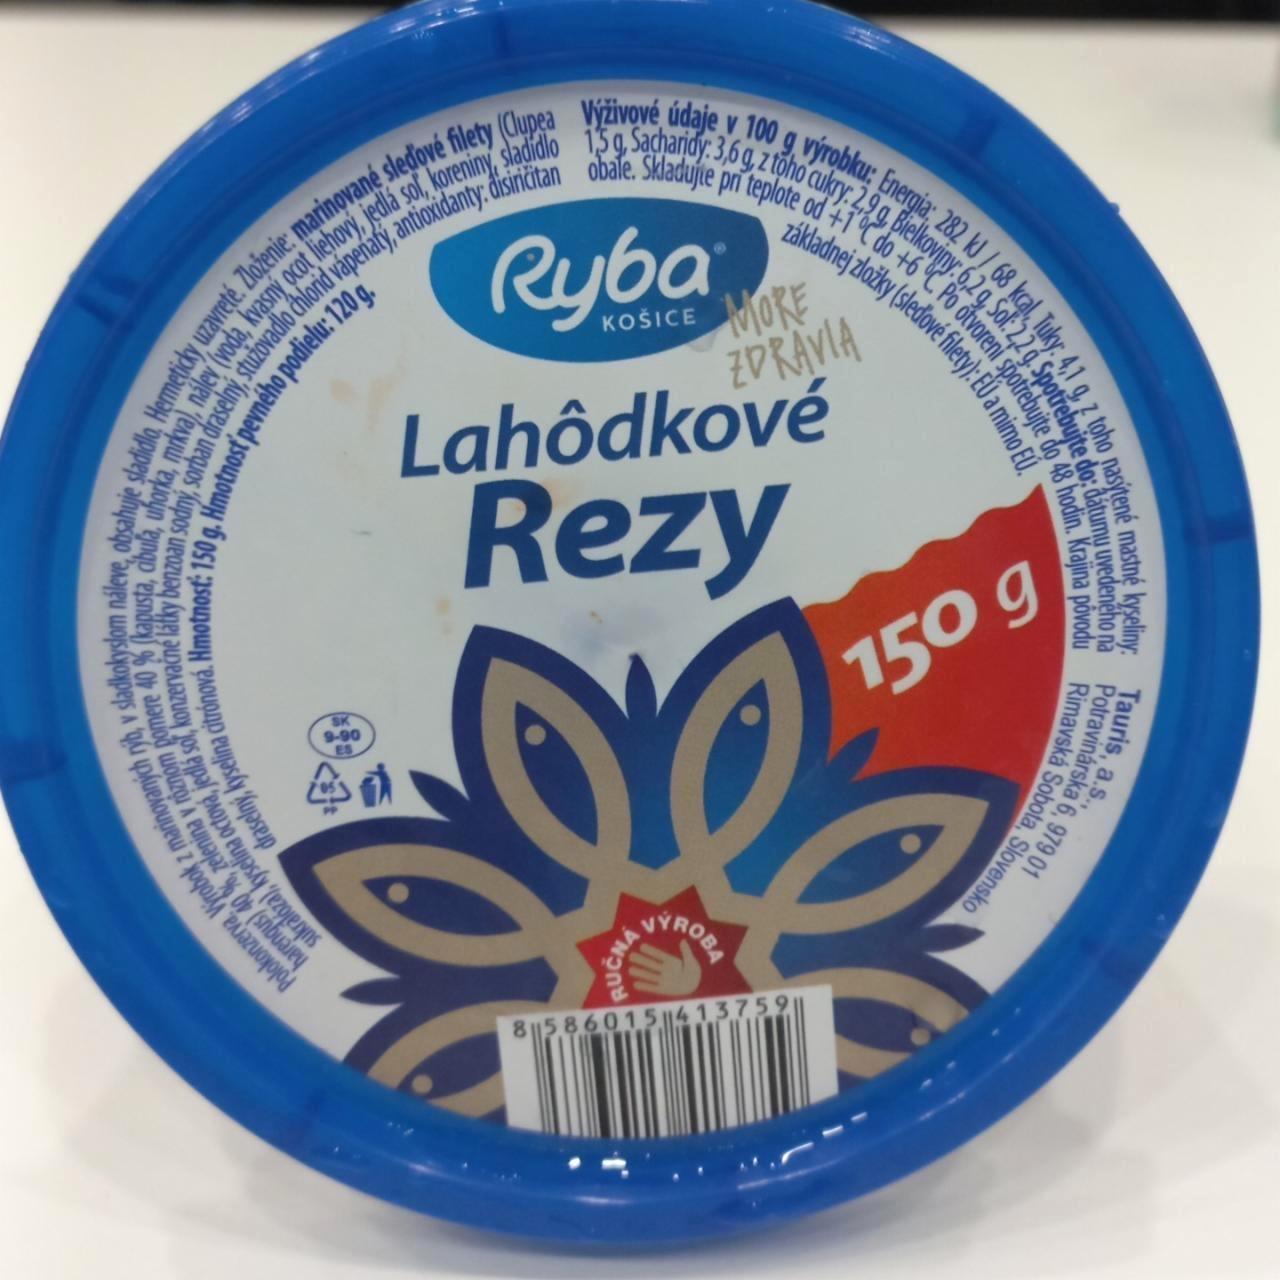 Polokonzerva. Výrobok z marinovaných rýb, v sladkokyslom náleve, obsahuje sladidlo. Hermeticky uzavreté. Zloženie: marinované sleďové filety (Clupea
harengus) 40 %, zelenina v rôznom pomere 40 % (kapusta, cibuľa, uhorka, mrkva), nálev (voda, kvasný ocot liehový, jedlá soľ, koreniny, sladidlo
sukralóza), kyselina octová, jedlá soľ, konzervačné látky benzoan sodný, sorban draselný, stužovadlo chlorid vápenatý, antioxidanty: disiričitan
draselný, kyselina citrónová. Hmotnosť: 150 g. Hmotnosť pevného podielu: 120 g.
Výživové údaje v 100 g výrobku: Energia: 282 kJ / 68 kcal, Tuky: 4,1 g, z toho nasýtené mastné kyseliny:
1,5 g, Sacharidy: 3,6 g, z toho cukry: 2,9 g, Bielkoviny: 6,2 g, Soľ: 2,2 g. Spotrebujte do: dátumu uvedeného na
obale. Skladujte pri teplote od +1 °C do +6 °C. Po otvorení spotrebujte do 48 hodín. Krajina pôvodu
základnej zložky (sleďové filety): EÚ a mimo EÚ.
Tauris, a.s.,
Potravinárska 6, 979 01
Rimavská Sobota, Slovensko
Ryba®
KOŠICE
MORE
ZDRAVIA
Lahôdkové
Rezy
150 g
SK
9-90
ES
05
PP
RUČNÁ VÝROBA
8 586015 413759